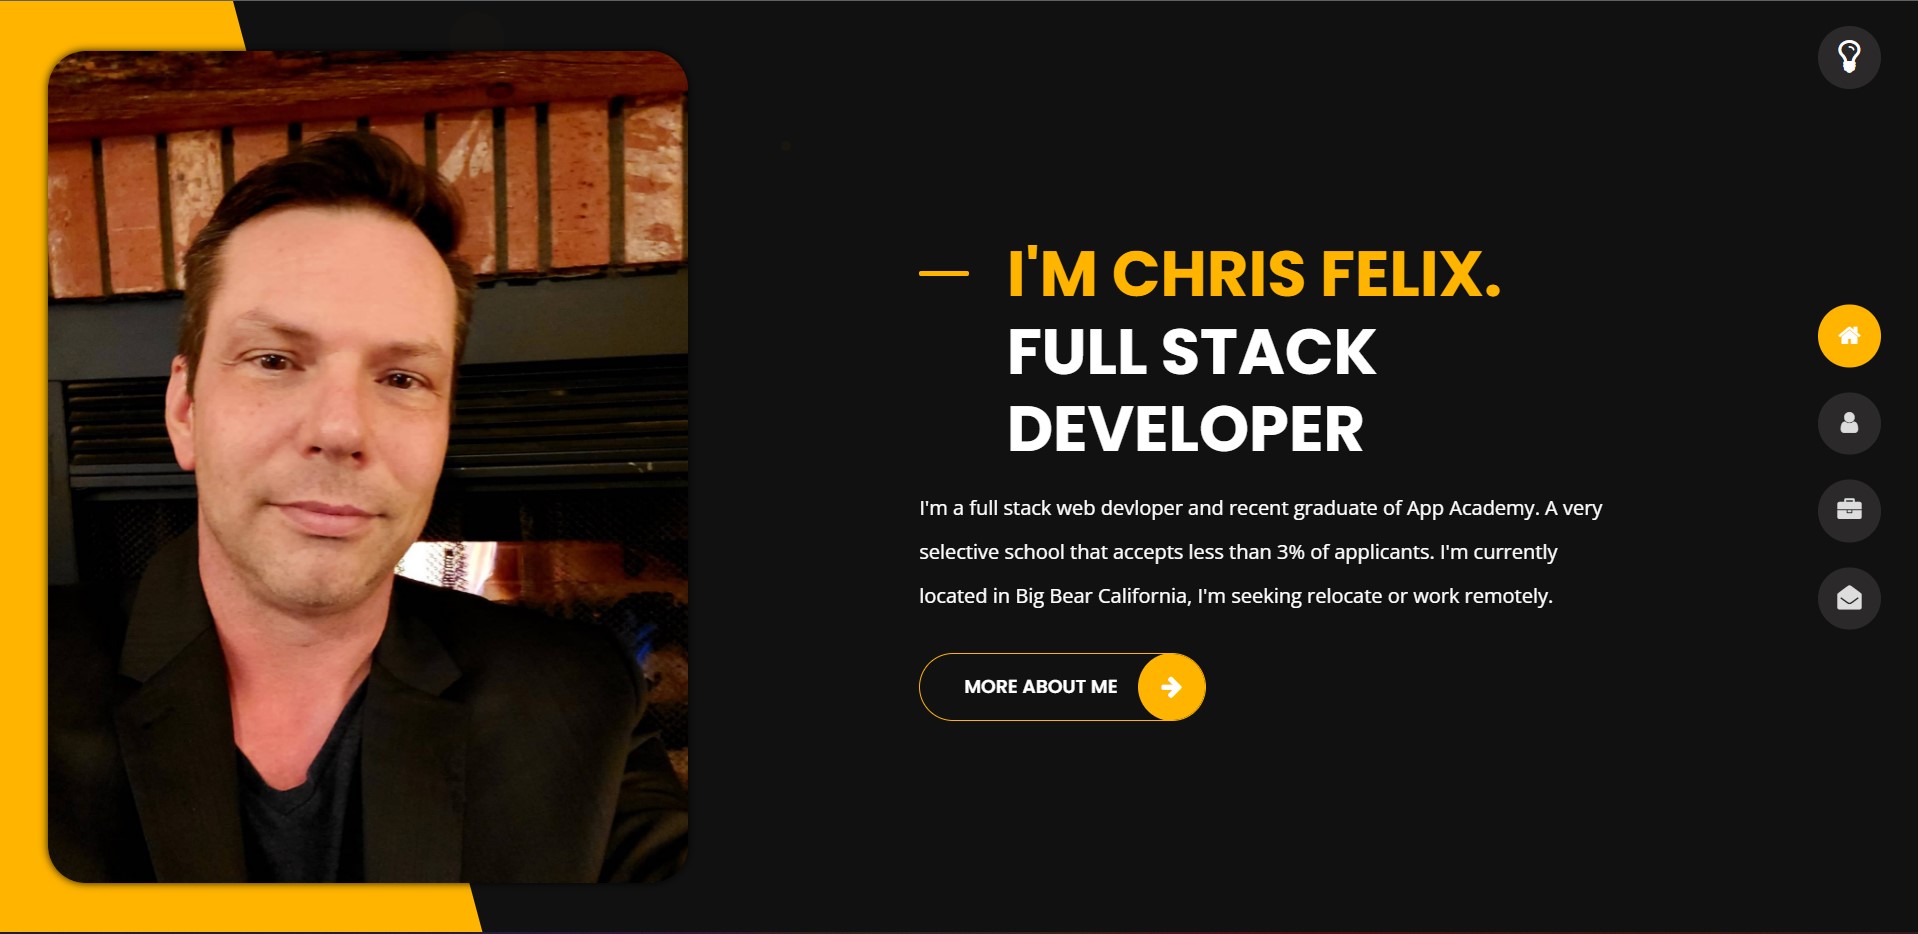 I'M CHRIS FELIX.
FULL STACK
DEVELOPER
I'm a full stack web devloper and recent graduate of App Academy. A very
selective school that accepts less than 3% of applicants. I'm currently
located in Big Bear California, I'm seeking relocate or work remotely.
MORE ABOUT ME